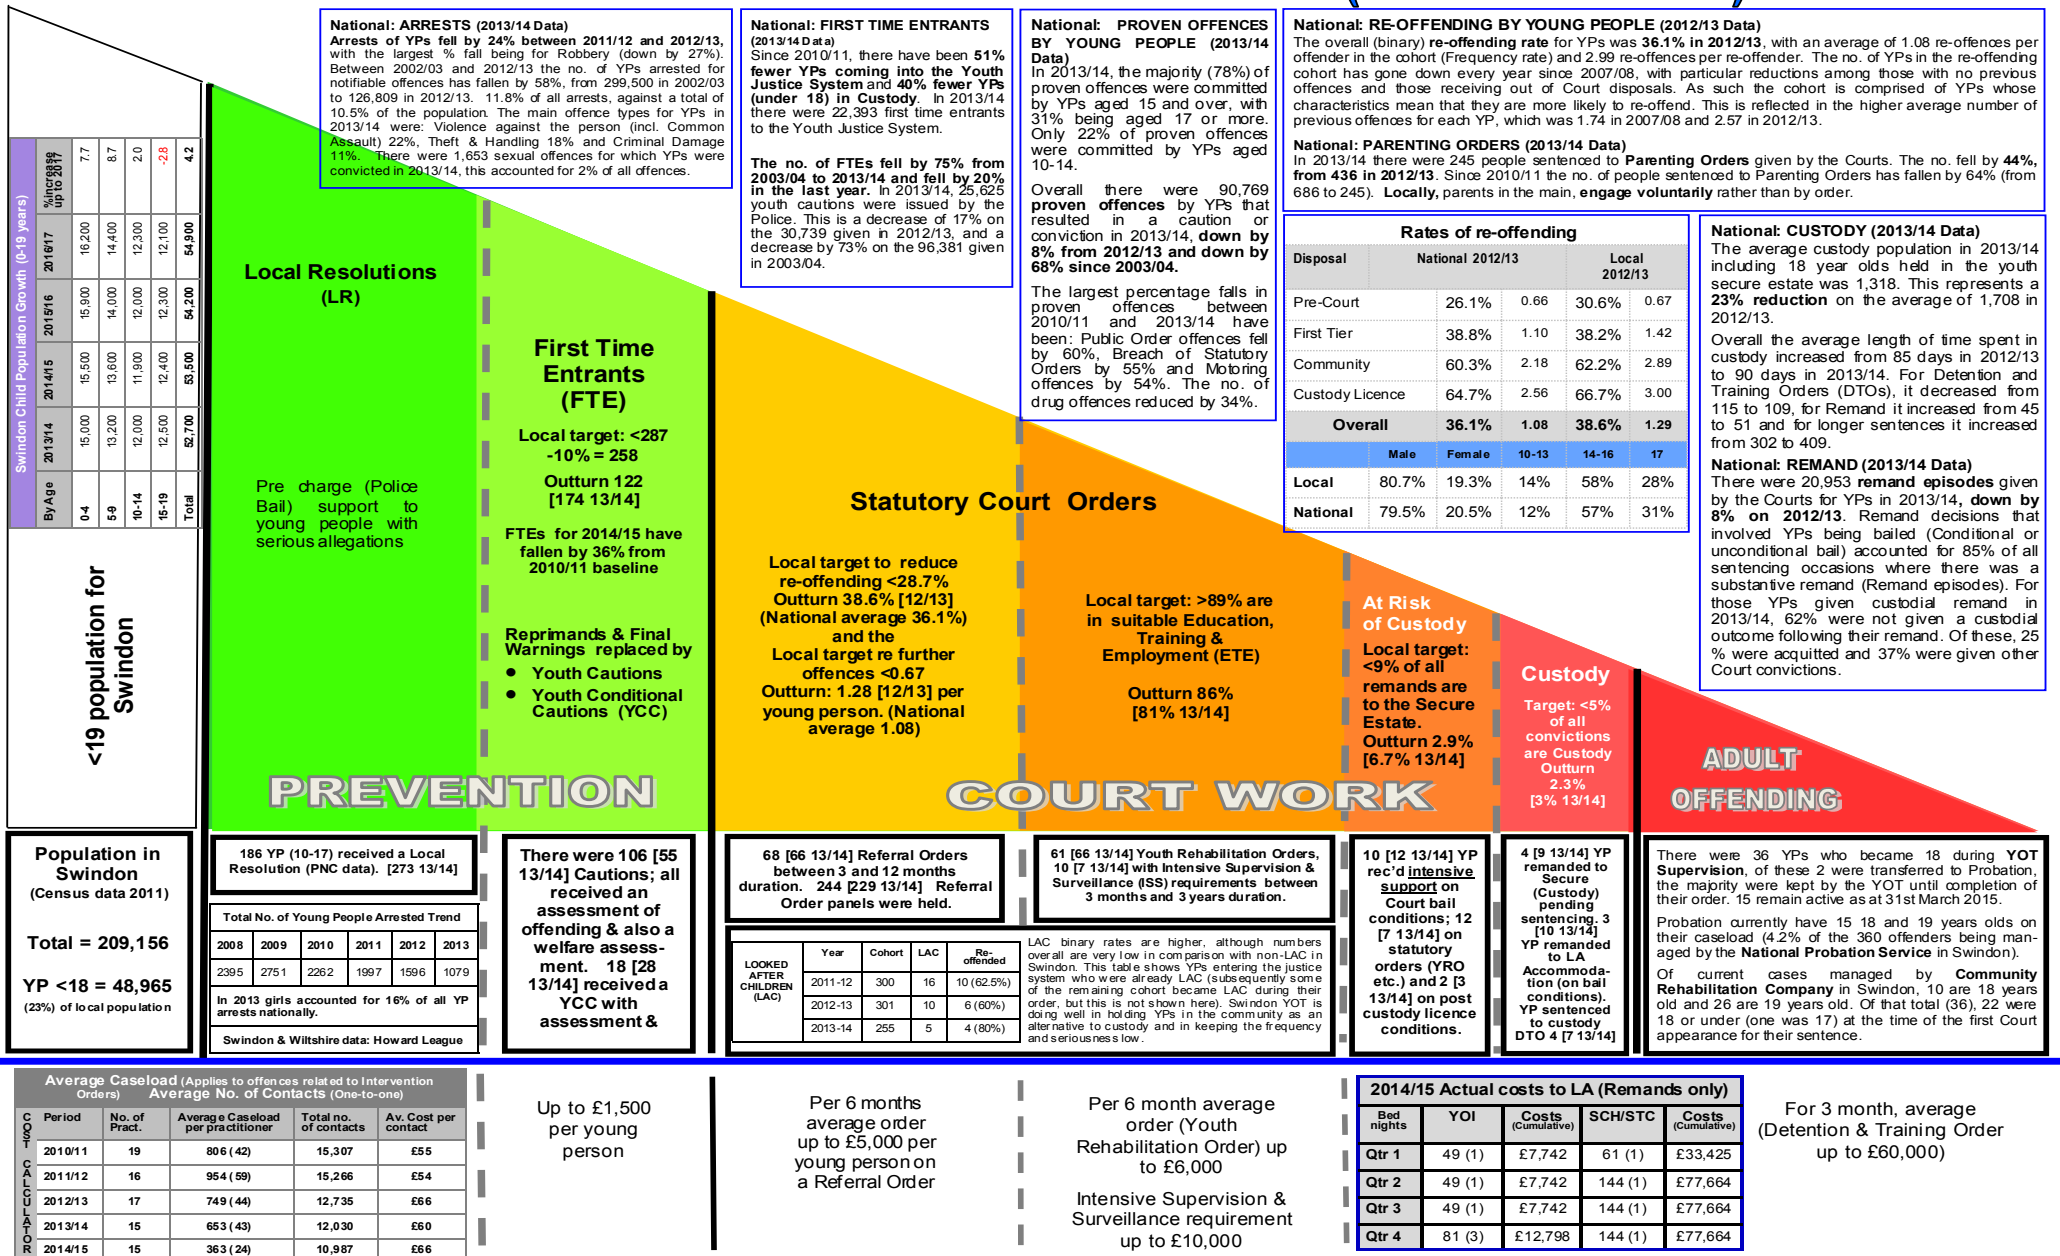 National: ARRESTS (2013/14 Data)
Arrests of YPs fell by 24% between 2011/12 and 2012/13,
with the largest % fall being for Robbery (down by 27%).
Between 2002/03 and 2012/13 the no. of YPs arrested for
notifiable offences has fallen by 58%, from 299,500 in 2002/03
to 126,809 in 2012/13. 11.8% of all arrests, against a total of
10.5% of the population. The main offence types for YPs in
2013/14 were: Violence against the person (incl. Common
Assault) 22%, Theft & Handling 18% and Criminal Damage
11%. There were 1,653 sexual offences for which YPs were
convicted in 2013/14, this accounted for 2% of all offences.
National: FIRST TIME ENTRANTS
(2013/14 Data)
Since 2010/11, there have been 51%
fewer YPs coming into the Youth
Justice System and 40% fewer YPs
(under 18) in Custody. In 2013/14
there were 22,393 first time entrants
to the Youth Justice System.
The no. of FTEs fell by 75% from
2003/04 to 2013/14 and fell by 20%
in the last year. In 2013/14, 25,625
youth cautions were issued by the
Police. This is a decrease of 17% on
the 30,739 given in 2012/13, and a
decrease by 73% on the 96,381 given
in 2003/04.
National: PROVEN OFFENCES
BY YOUNG PEOPLE (2013/14
Data)
In 2013/14, the majority (78%) of
proven offences were committed
by YPs aged 15 and over, with
31% being aged 17 or more.
Only 22% of proven offences
were committed by YPs aged
10-14.
Overall there were 90,769
proven offences by YPs that
resulted in a caution or
conviction in 2013/14, down by
8% from 2012/13 and down by
68% since 2003/04.
The largest percentage falls in
proven offences between
2010/11 and 2013/14 have
been: Public Order offences fell
by 60%, Breach of Statutory
Orders by 55% and Motoring
offences by 54%. The no. of
drug offences reduced by 34%.
National: RE-OFFENDING BY YOUNG PEOPLE (2012/13 Data)
The overall (binary) re-offending rate for YPs was 36.1% in 2012/13, with an average of 1.08 re-offences per
offender in the cohort (Frequency rate) and 2.99 re-offences per re-offender. The no. of YPs in the re-offending
cohort has gone down every year since 2007/08, with particular reductions among those with no previous
offences and those receiving out of Court disposals. As such the cohort is comprised of YPs whose
characteristics mean that they are more likely to re-offend. This is reflected in the higher average number of
previous offences for each YP, which was 1.74 in 2007/08 and 2.57 in 2012/13.
National: PARENTING ORDERS (2013/14 Data)
In 2013/14 there were 245 people sentenced to Parenting Orders given by the Courts. The no. fell by 44%,
from 436 in 2012/13. Since 2010/11 the no. of people sentenced to Parenting Orders has fallen by 64% (from
686 to 245). Locally, parents in the main, engage voluntarily rather than by order.
Rates of re-offending
Disposal National 2012/13 Local 2012/13
Pre-Court 26.1% 0.66 30.6% 0.67
First Tier 38.8% 1.10 38.2% 1.42
Community 60.3% 2.18 62.2% 2.89
Custody Licence 64.7% 2.56 66.7% 3.00
Overall 36.1% 1.08 38.6% 1.29
Male Female 10-13 14-16 17
Local 80.7% 19.3% 14% 58% 28%
National 79.5% 20.5% 12% 57% 31%
National: CUSTODY (2013/14 Data)
The average custody population in 2013/14
including 18 year olds held in the youth
secure estate was 1,318. This represents a
23% reduction on the average of 1,708 in
2012/13.
Overall the average length of time spent in
custody increased from 85 days in 2012/13
to 90 days in 2013/14. For Detention and
Training Orders (DTOs), it decreased from
115 to 109, for Remand it increased from 45
to 51 and for longer sentences it increased
from 302 to 409.
National: REMAND (2013/14 Data)
There were 20,953 remand episodes given
by the Courts for YPs in 2013/14, down by
8% on 2012/13. Remand decisions that
involved YPs being bailed (Conditional or
unconditional bail) accounted for 85% of all
sentencing occasions where there was a
substantive remand (Remand episodes). For
those YPs given custodial remand in
2013/14, 62% were not given a custodial
outcome following their remand. Of these, 25
% were acquitted and 37% were given other
Court convictions.
Swindon Child Population Growth (0-19 years)
By Age 2013/14 2014/15 2015/16 2016/17 %increase up to 2017
0-4 15,000 15,500 15,900 16,200 7.7
5-9 13,200 13,600 14,000 14,400 8.7
10-14 12,000 11,900 12,000 12,300 2.0
15-19 12,500 12,400 12,300 12,100 -2.8
Total 52,700 53,500 54,200 54,900 4.2
<19 population for
Swindon
Local Resolutions
(LR)
Pre charge (Police
Bail) support to
young people with
serious allegations
First Time
Entrants
(FTE)
Local target: <287
-10% = 258
Outturn 122
[174 13/14]
FTEs for 2014/15 have
fallen by 36% from
2010/11 baseline
Reprimands & Final
Warnings replaced by
● Youth Cautions
● Youth Conditional
Cautions (YCC)
PREVENTION
Statutory Court Orders
Local target to reduce
re-offending <28.7%
Outturn 38.6% [12/13]
(National average 36.1%)
and the
Local target re further
offences <0.67
Outturn: 1.28 [12/13] per
young person. (National
average 1.08)
Local target: >89% are
in suitable Education,
Training &
Employment (ETE)
Outturn 86%
[81% 13/14]
COURT WORK
At Risk
of Custody
Local target:
<9% of all
remands are
to the Secure
Estate.
Outturn 2.9%
[6.7% 13/14]
Custody
Target: <5%
of all
convictions
are Custody
Outturn
2.3%
[3% 13/14]
ADULT
OFFENDING
Population in
Swindon
(Census data 2011)
Total = 209,156
YP <18 = 48,965
(23%) of local population
186 YP (10-17) received a Local
Resolution (PNC data). [273 13/14]
Total No. of Young People Arrested Trend
2008 2009 2010 2011 2012 2013
2395 2751 2262 1997 1596 1079
In 2013 girls accounted for 16% of all YP
arrests nationally.
Swindon & Wiltshire data: Howard League
There were 106 [55
13/14] Cautions; all
received an
assessment of
offending & also a
welfare assess-
ment. 18 [28
13/14] received a
YCC with
assessment &
68 [66 13/14] Referral Orders
between 3 and 12 months
duration. 244 [229 13/14] Referral
Order panels were held.
61 [66 13/14] Youth Rehabilitation Orders,
10 [7 13/14] with Intensive Supervision &
Surveillance (ISS) requirements between
3 months and 3 years duration.
LOOKED
AFTER
CHILDREN
(LAC)
Year Cohort LAC Re-offended
2011-12 300 16 10 (62.5%)
2012-13 301 10 6 (60%)
2013-14 255 5 4 (80%)
LAC binary rates are higher, although numbers
overall are very low in comparison with non-LAC in
Swindon. This table shows YPs entering the justice
system who were already LAC (subsequently some
of the remaining cohort became LAC during their
order, but this is not shown here). Swindon YOT is
doing well in holding YPs in the community as an
alternative to custody and in keeping the frequency
and seriousness low.
10 [12 13/14] YP
rec'd intensive
support on
Court bail
conditions; 12
[7 13/14] on
statutory
orders (YRO
etc.) and 2 [3
13/14] on post
custody licence
conditions.
4 [9 13/14] YP
remanded to
Secure
(Custody)
pending
sentencing. 3
[10 13/14]
YP remanded
to LA
Accommoda-
tion (on bail
conditions).
YP sentenced
to custody
DTO 4 [7 13/14]
There were 36 YPs who became 18 during YOT
Supervision, of these 2 were transferred to Probation,
the majority were kept by the YOT until completion of
their order. 15 remain active as at 31st March 2015.
Probation currently have 15 18 and 19 years olds on
their caseload (4.2% of the 360 offenders being man-
aged by the National Probation Service in Swindon).
Of current cases managed by Community
Rehabilitation Company in Swindon, 10 are 18 years
old and 26 are 19 years old. Of that total (36), 22 were
18 or under (one was 17) at the time of the first Court
appearance for their sentence.
Average Caseload (Applies to offences related to Intervention
Orders) Average No. of Contacts (One-to-one)
COST CALCULATOR
Period No. of Pract. Average Caseload per practitioner Total no. of contacts Av. Cost per contact
2010/11 19 806 (42) 15,307 £55
2011/12 16 954 (59) 15,266 £54
2012/13 17 749 (44) 12,735 £66
2013/14 15 653 (43) 12,030 £60
2014/15 15 363 (24) 10,987 £66
Up to £1,500
per young
person
Per 6 months
average order
up to £5,000 per
young person on
a Referral Order
Per 6 month average
order (Youth
Rehabilitation Order) up
to £6,000
Intensive Supervision &
Surveillance requirement
up to £10,000
2014/15 Actual costs to LA (Remands only)
Bed nights YOI Costs (Cumulative) SCH/STC Costs (Cumulative)
Qtr 1 49 (1) £7,742 61 (1) £33,425
Qtr 2 49 (1) £7,742 144 (1) £77,664
Qtr 3 49 (1) £7,742 144 (1) £77,664
Qtr 4 81 (3) £12,798 144 (1) £77,664
For 3 month, average
(Detention & Training Order
up to £60,000)